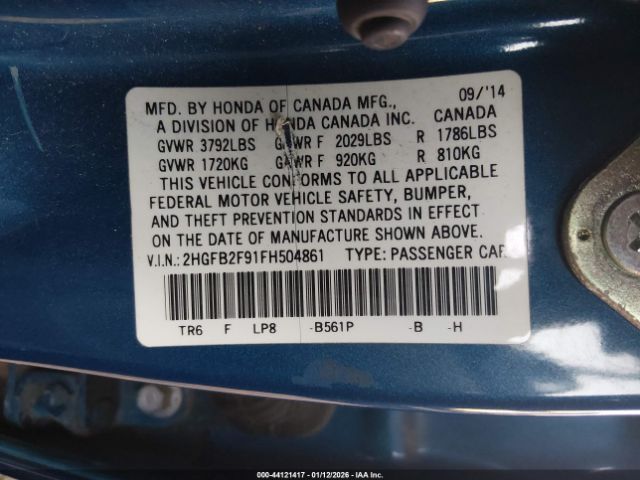 MFD. BY HONDA OF CANADA MFG., 09/'14
A DIVISION OF HONDA CANADA INC. CANADA
GVWR 3792LBS GAWR F 2029LBS R 1786LBS
GVWR 1720KG GAWR F 920KG R 810KG
THIS VEHICLE CONFORMS TO ALL APPLICABLE
FEDERAL MOTOR VEHICLE SAFETY, BUMPER,
AND THEFT PREVENTION STANDARDS IN EFFECT
ON THE DATE OF MANUFACTURE SHOWN ABOVE.
V.I.N.: 2HGFB2F91FH504861 TYPE: PASSENGER CAR
TR6 F LP8 -B561P -B -H
000-44121417 - 01/12/2026 - IAA Inc.